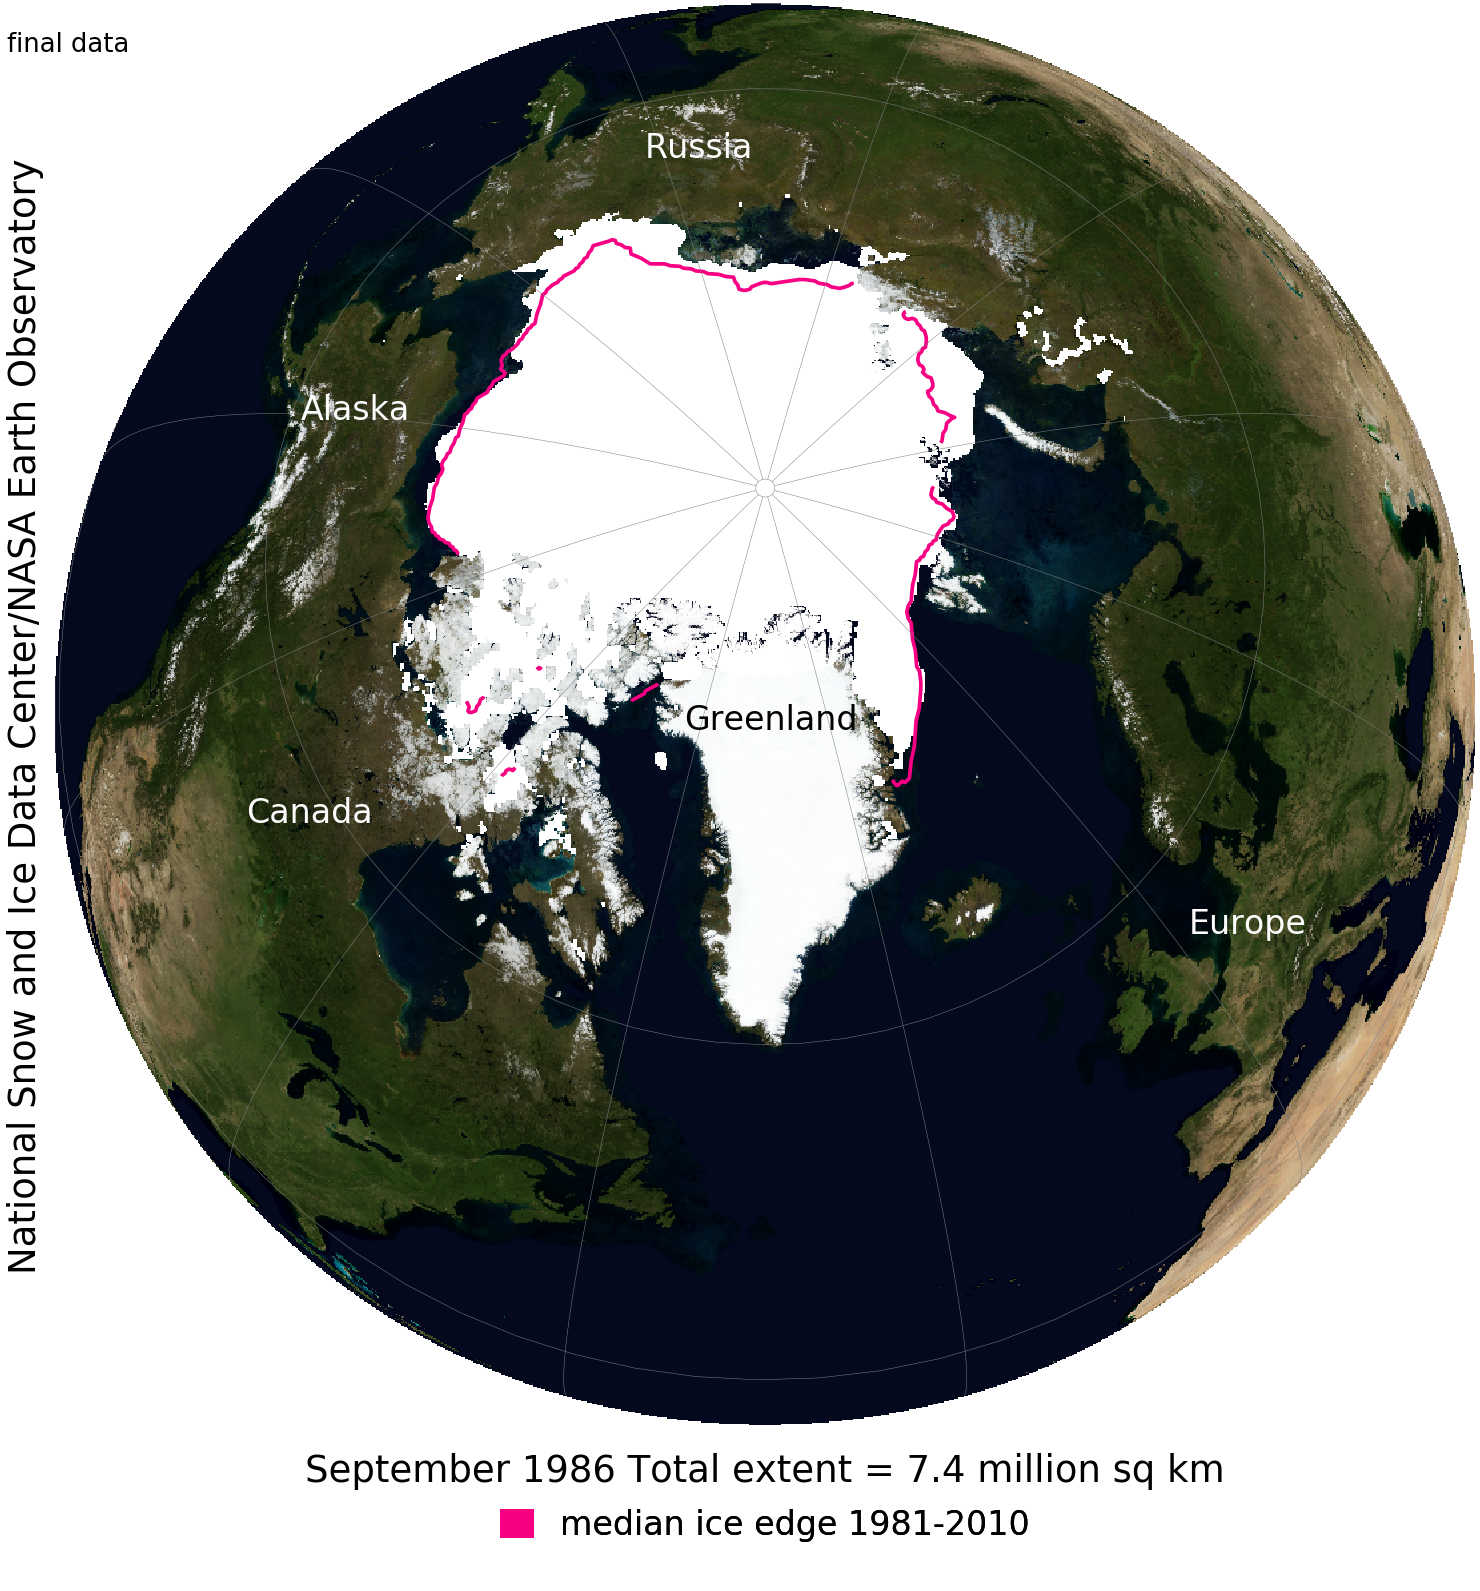 final data
National Snow and Ice Data Center/NASA Earth Observatory
Russia
Alaska
Greenland
Canada
Europe
September 1986 Total extent = 7.4 million sq km
median ice edge 1981-2010